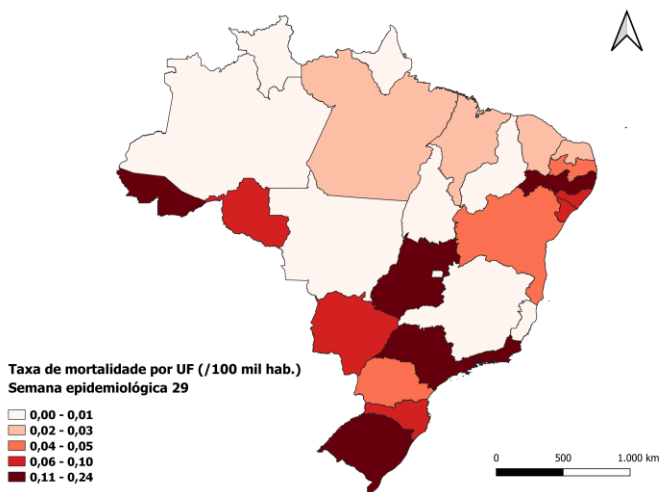 Taxa de mortalidade por UF (/100 mil hab.)
Semana epidemiológica 29
0,00 - 0,01
0,02 - 0,03
0,04 - 0,05
0,06 - 0,10
0,11 - 0,24
0 500 1.000 km